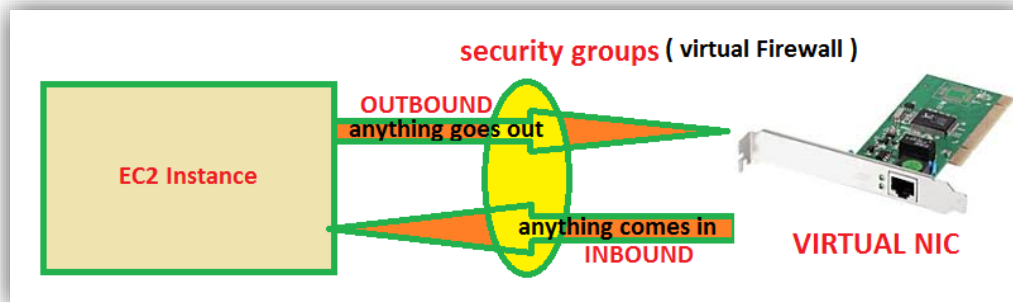 security groups ( virtual Firewall )
OUTBOUND
anything goes out
EC2 Instance
anything comes in
INBOUND
VIRTUAL NIC